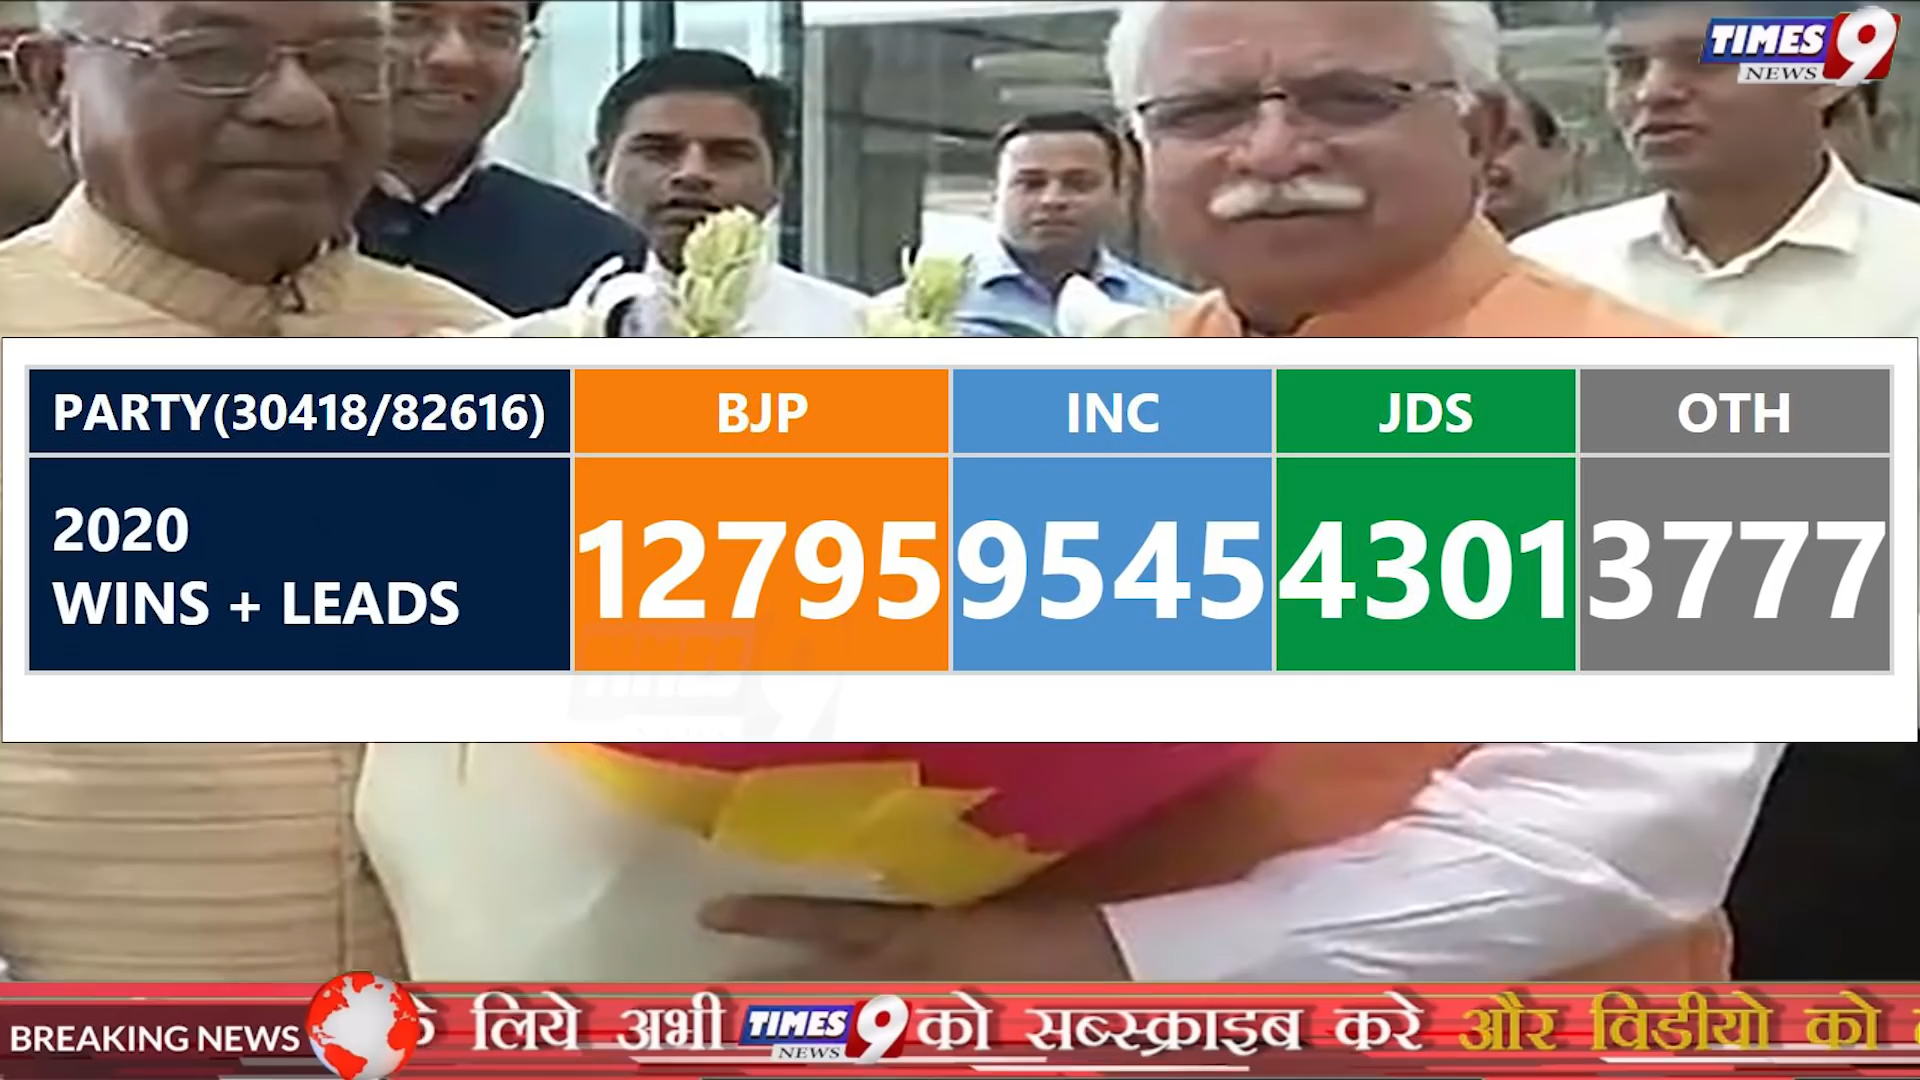 TIMES 9
NEWS
PARTY(30418/82616) BJP INC JDS OTH
2020
WINS + LEADS 12795 9545 4301 3777
BREAKING NEWS के लिये अभी TIMES 9 NEWS को सब्स्क्राइब करे और विडीयो को